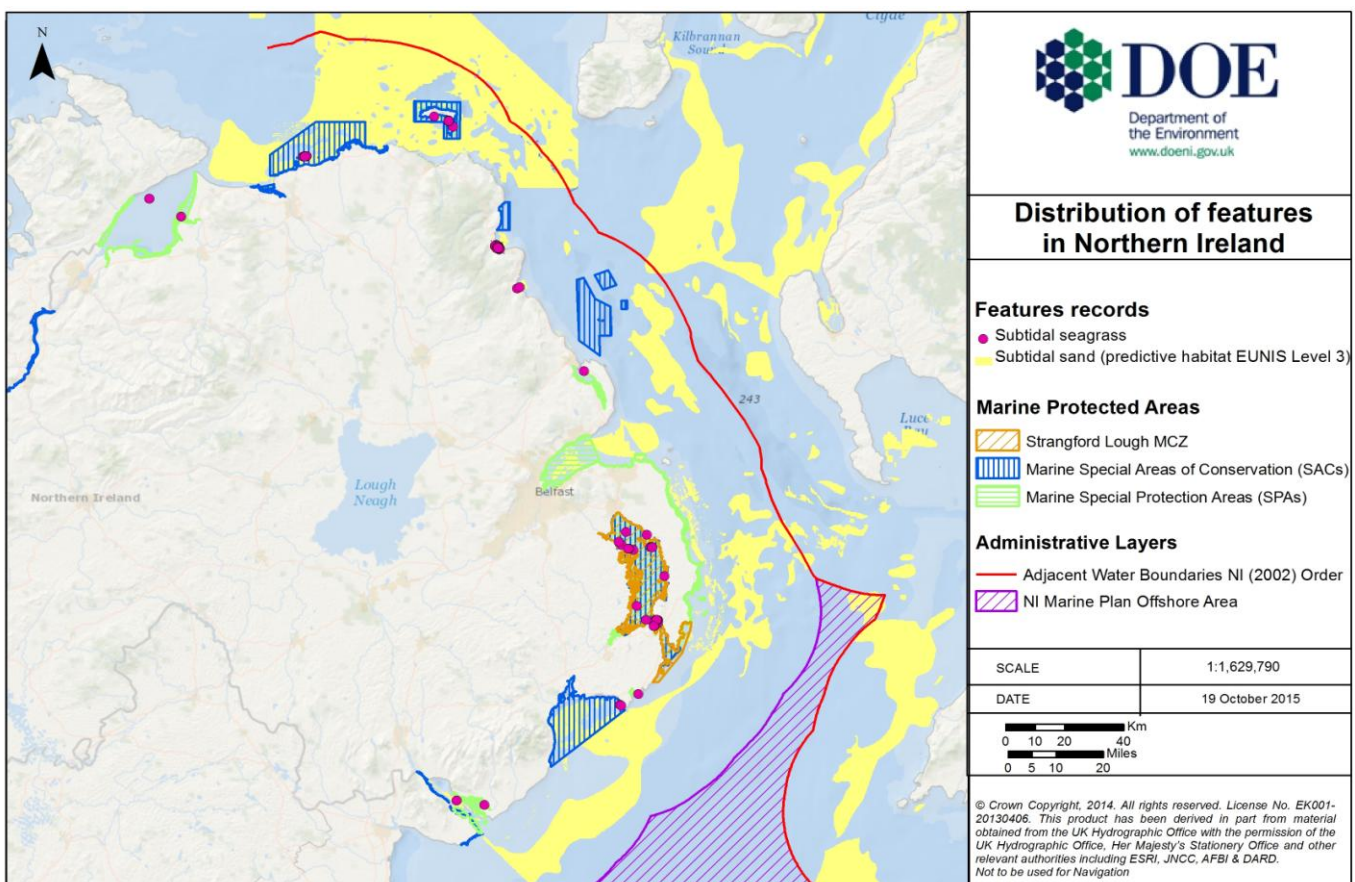 N
Clyde
Kilbrannan
Sound
243
Luce
Bay
Lough
Neagh
Northern Ireland
Belfast
DOE
Department of
the Environment
www.doeni.gov.uk
Distribution of features
in Northern Ireland
Features records
Subtidal seagrass
Subtidal sand (predictive habitat EUNIS Level 3)
Marine Protected Areas
Strangford Lough MCZ
Marine Special Areas of Conservation (SACs)
Marine Special Protection Areas (SPAs)
Administrative Layers
Adjacent Water Boundaries NI (2002) Order
NI Marine Plan Offshore Area
SCALE 1:1,629,790
DATE 19 October 2015
Km
0 10 20 40
Miles
0 5 10 20
© Crown Copyright, 2014. All rights reserved. License No. EK001-
20130406. This product has been derived in part from material
obtained from the UK Hydrographic Office with the permission of the
UK Hydrographic Office, Her Majesty's Stationery Office and other
relevant authorities including ESRI, JNCC, AFBI & DARD.
Not to be used for Navigation